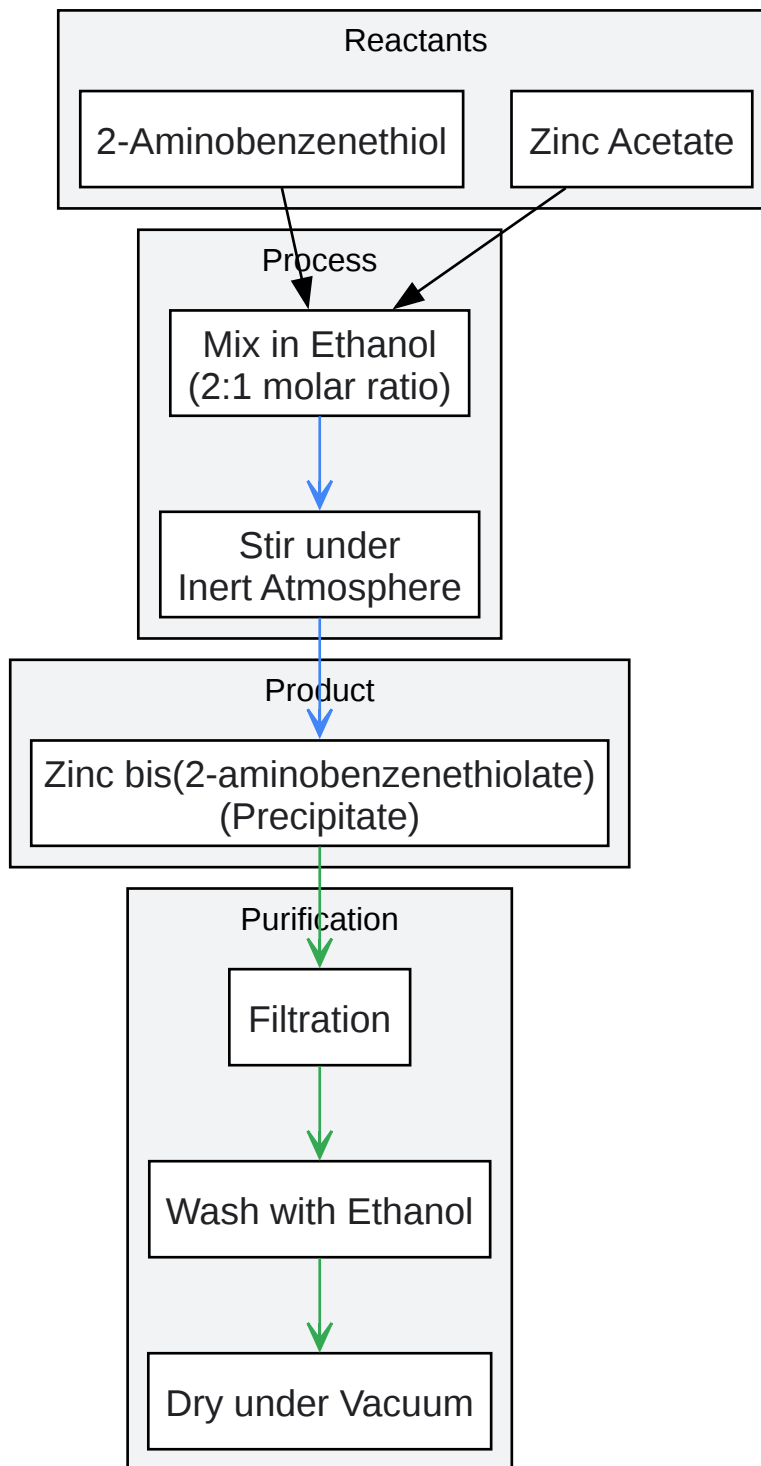 Reactants
2-Aminobenzenethiol
Zinc Acetate
Process
Mix in Ethanol
(2:1 molar ratio)
Stir under
Inert Atmosphere
Product
Zinc bis(2-aminobenzenethiolate)
(Precipitate)
Purification
Filtration
Wash with Ethanol
Dry under Vacuum